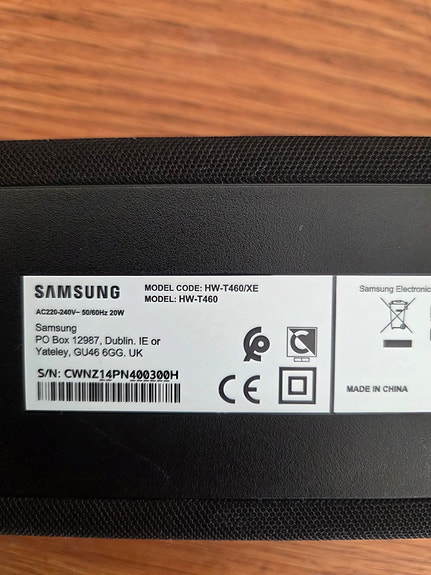 SAMSUNG
MODEL CODE: HW-T460/XE
MODEL: HW-T460
AC220-240V~ 50/60Hz 20W
Samsung
PO Box 12987, Dublin. IE or
Yateley, GU46 6GG. UK
S/N: CWNZ14PN400300H
CE
Samsung Electronic
MADE IN CHINA